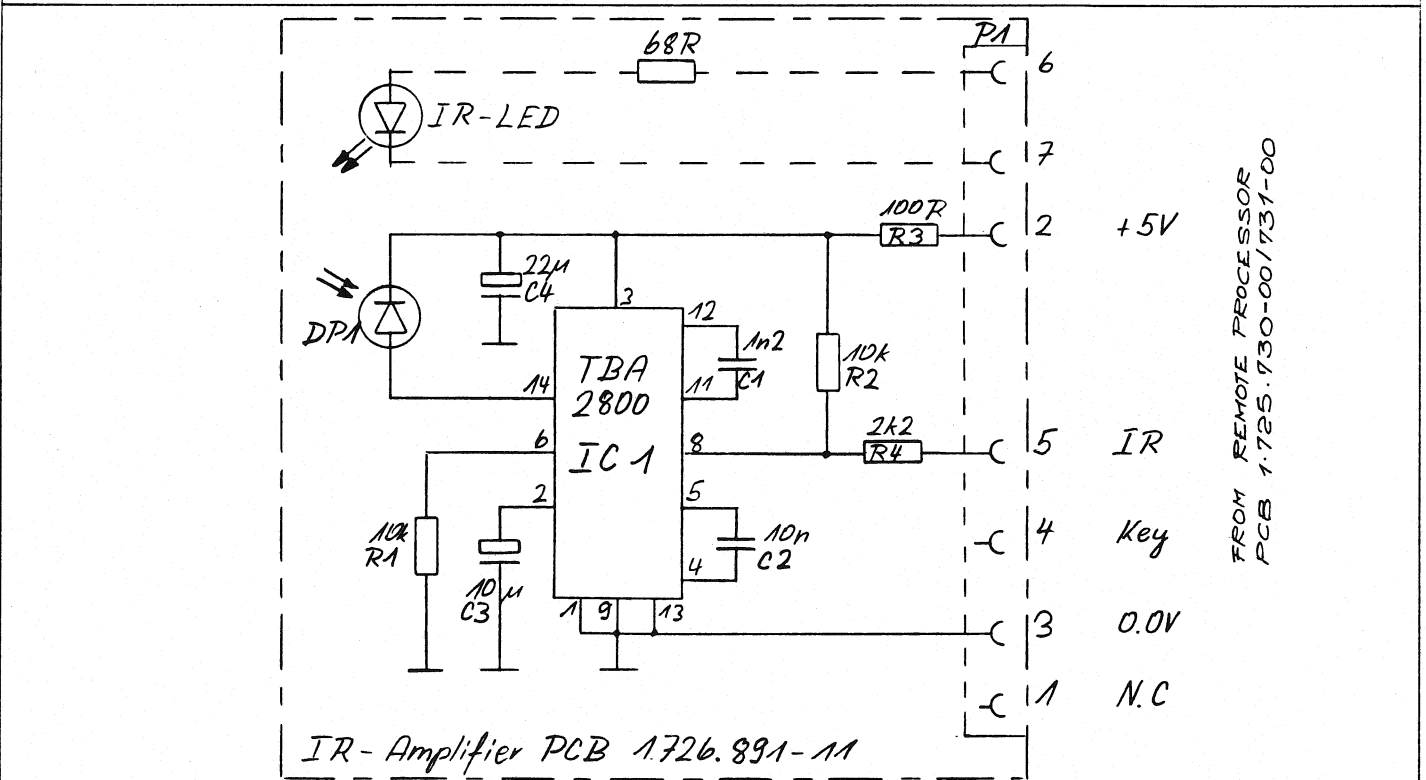 P1
68R
6
IR-LED
7
100R
R3
2
+5V
22µ
C4
DP1
3
12
1n2
C1
11
TBA
2800
IC1
14
10k
R2
6
8
2k2
R4
5
IR
2
5
10k
R1
10n
C2
4
4
Key
10µ
C3
1
9
13
3
0.0V
1
N.C
IR-Amplifier PCB 1.726.891-11
FROM REMOTE PROCESSOR
PCB 1.725.730-00/731-00